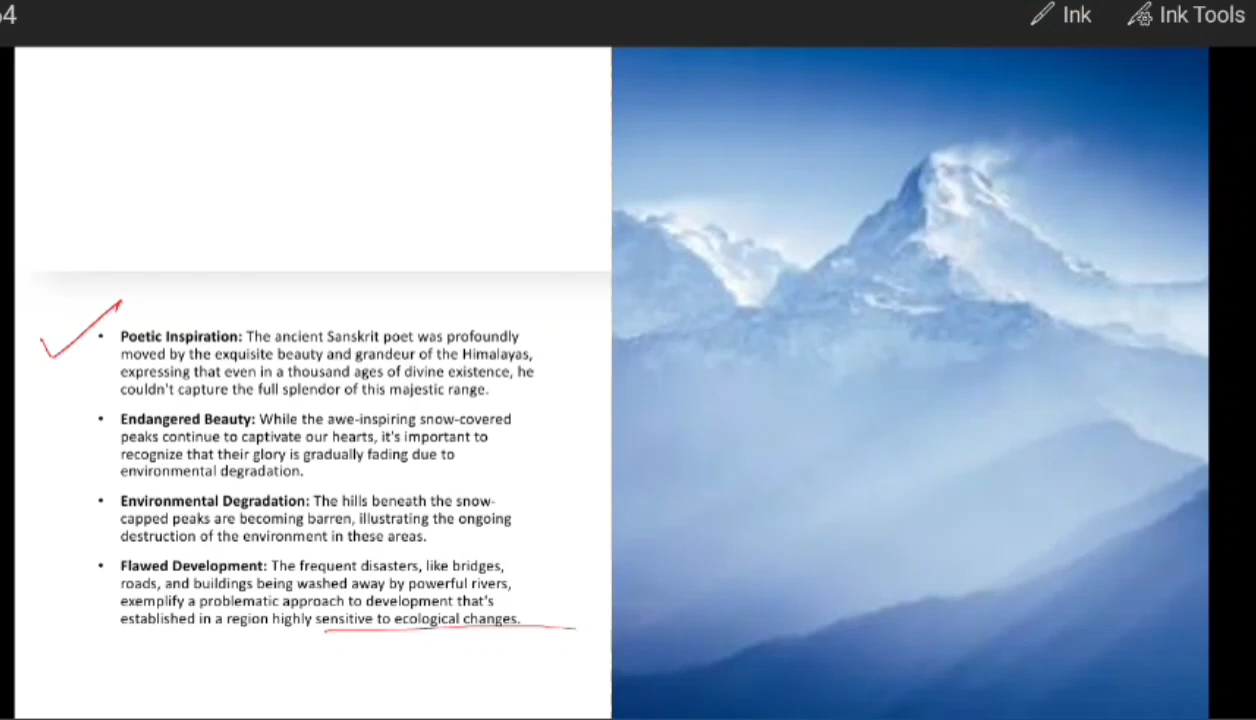 64
Ink
Ink Tools
• Poetic Inspiration: The ancient Sanskrit poet was profoundly
moved by the exquisite beauty and grandeur of the Himalayas,
expressing that even in a thousand ages of divine existence, he
couldn't capture the full splendor of this majestic range.
• Endangered Beauty: While the awe-inspiring snow-covered
peaks continue to captivate our hearts, it's important to
recognize that their glory is gradually fading due to
environmental degradation.
• Environmental Degradation: The hills beneath the snow-
capped peaks are becoming barren, illustrating the ongoing
destruction of the environment in these areas.
• Flawed Development: The frequent disasters, like bridges,
roads, and buildings being washed away by powerful rivers,
exemplify a problematic approach to development that's
established in a region highly sensitive to ecological changes.